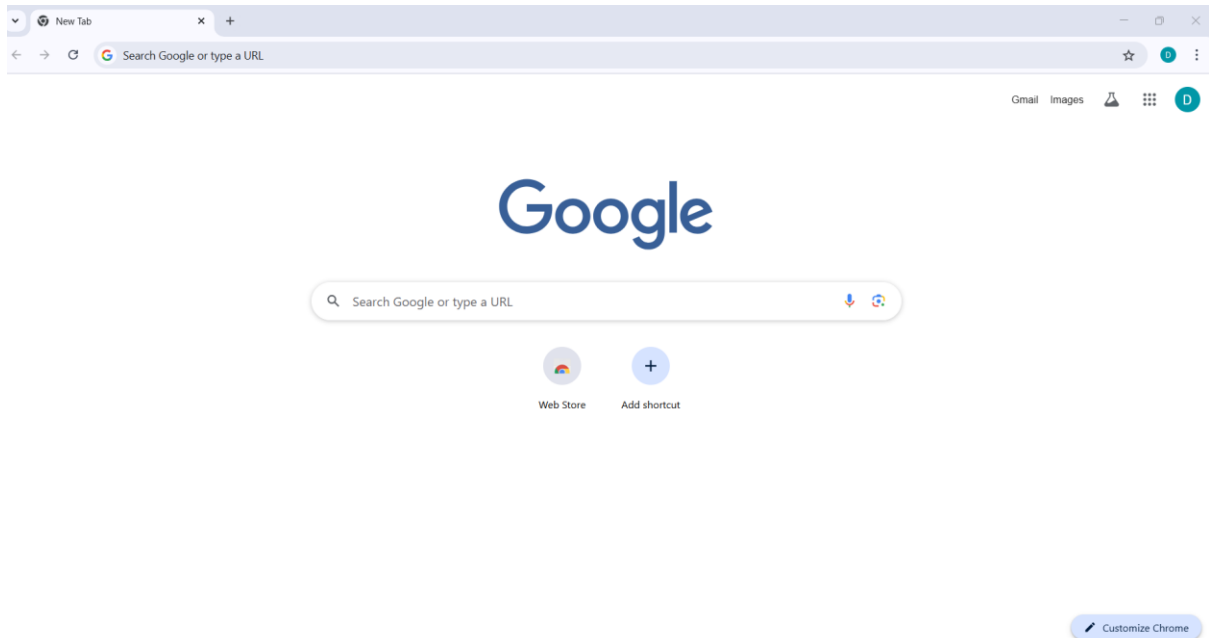 New Tab
Search Google or type a URL
D
Gmail Images
D
Google
Search Google or type a URL
Web Store Add shortcut
Customize Chrome